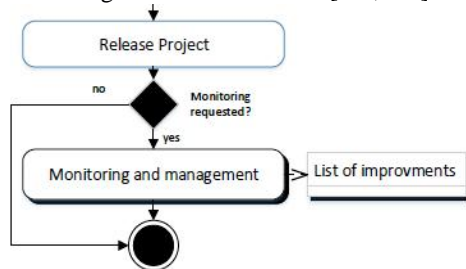 Release Project
no
Monitoring
requested?
yes
Monitoring and management
List of improvments